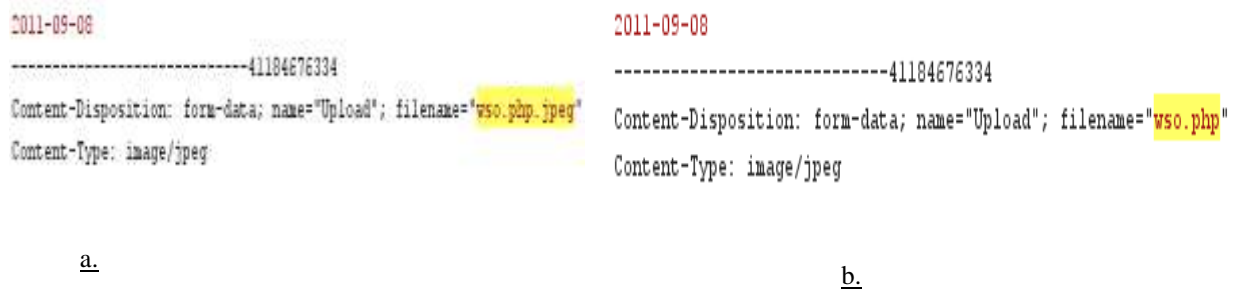 2011-09-08
-----------------------------41184676334
Content-Disposition: form-data; name="Upload"; filename="wso.php.jpeg"
Content-Type: image/jpeg
a.
2011-09-08
-----------------------------41184676334
Content-Disposition: form-data; name="Upload"; filename="wso.php"
Content-Type: image/jpeg
b.